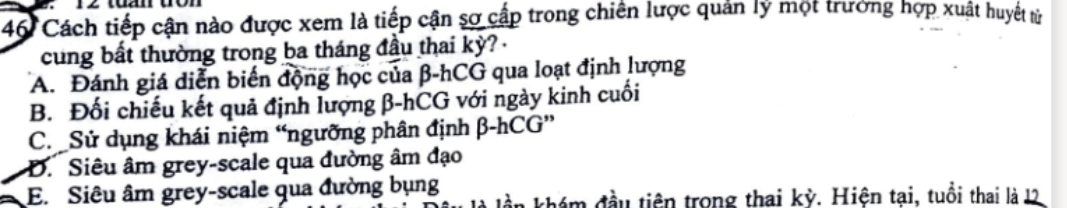 12 tuần tròn
46. Cách tiếp cận nào được xem là tiếp cận sơ cấp trong chiến lược quản lý một trường hợp xuất huyết tử
cung bất thường trong ba tháng đầu thai kỳ?
A. Đánh giá diễn biến động học của β-hCG qua loạt định lượng
B. Đối chiếu kết quả định lượng β-hCG với ngày kinh cuối
C. Sử dụng khái niệm “ngưỡng phân định β-hCG”
D. Siêu âm grey-scale qua đường âm đạo
E. Siêu âm grey-scale qua đường bụng
lần khám đầu tiên trong thai kỳ. Hiện tại, tuổi thai là 12